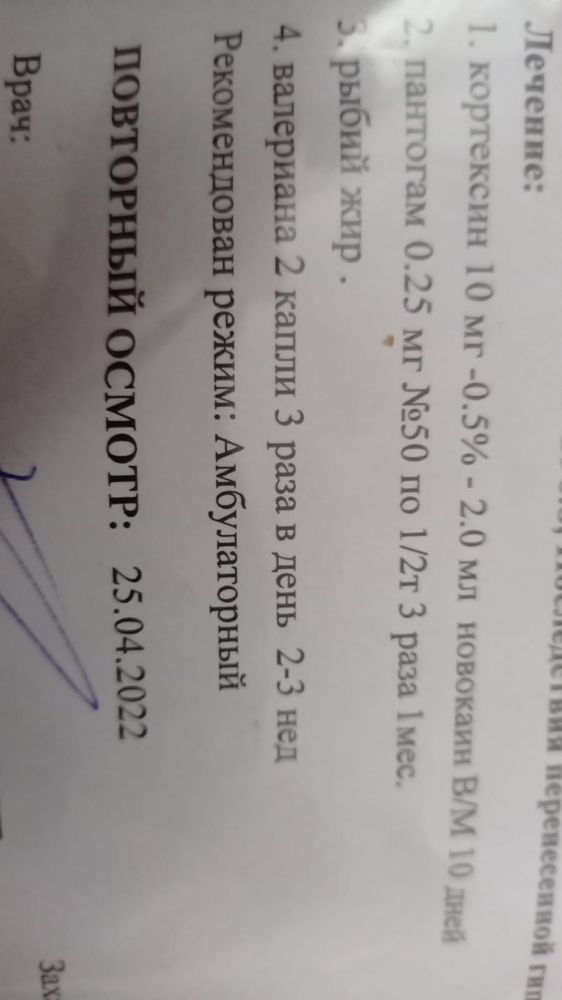 перенесенной
Лечение:
1. кортексин 10 мг -0.5% - 2.0 мл новокаин В/М 10 дней
2. пантогам 0.25 мг №50 по 1/2т 3 раза 1мес.
3. рыбий жир .
4. валериана 2 капли 3 раза в день 2-3 нед
Рекомендован режим: Амбулаторный
ПОВТОРНЫЙ ОСМОТР: 25.04.2022
Врач: